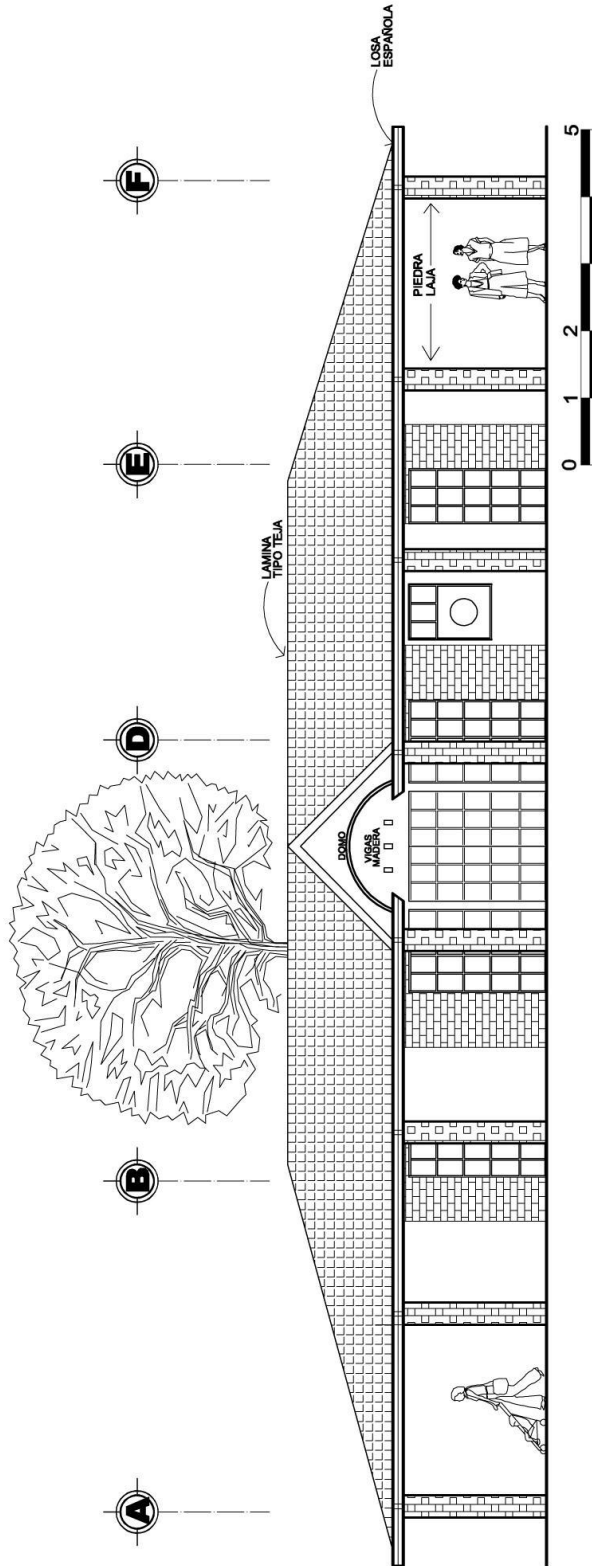 A
B
D
E
F
LAMINA
TIPO TEJA
LOSA
ESPAÑOLA
DOMO
VIGAS
MADERA
PIEDRA
LAJA
0 1 2 5